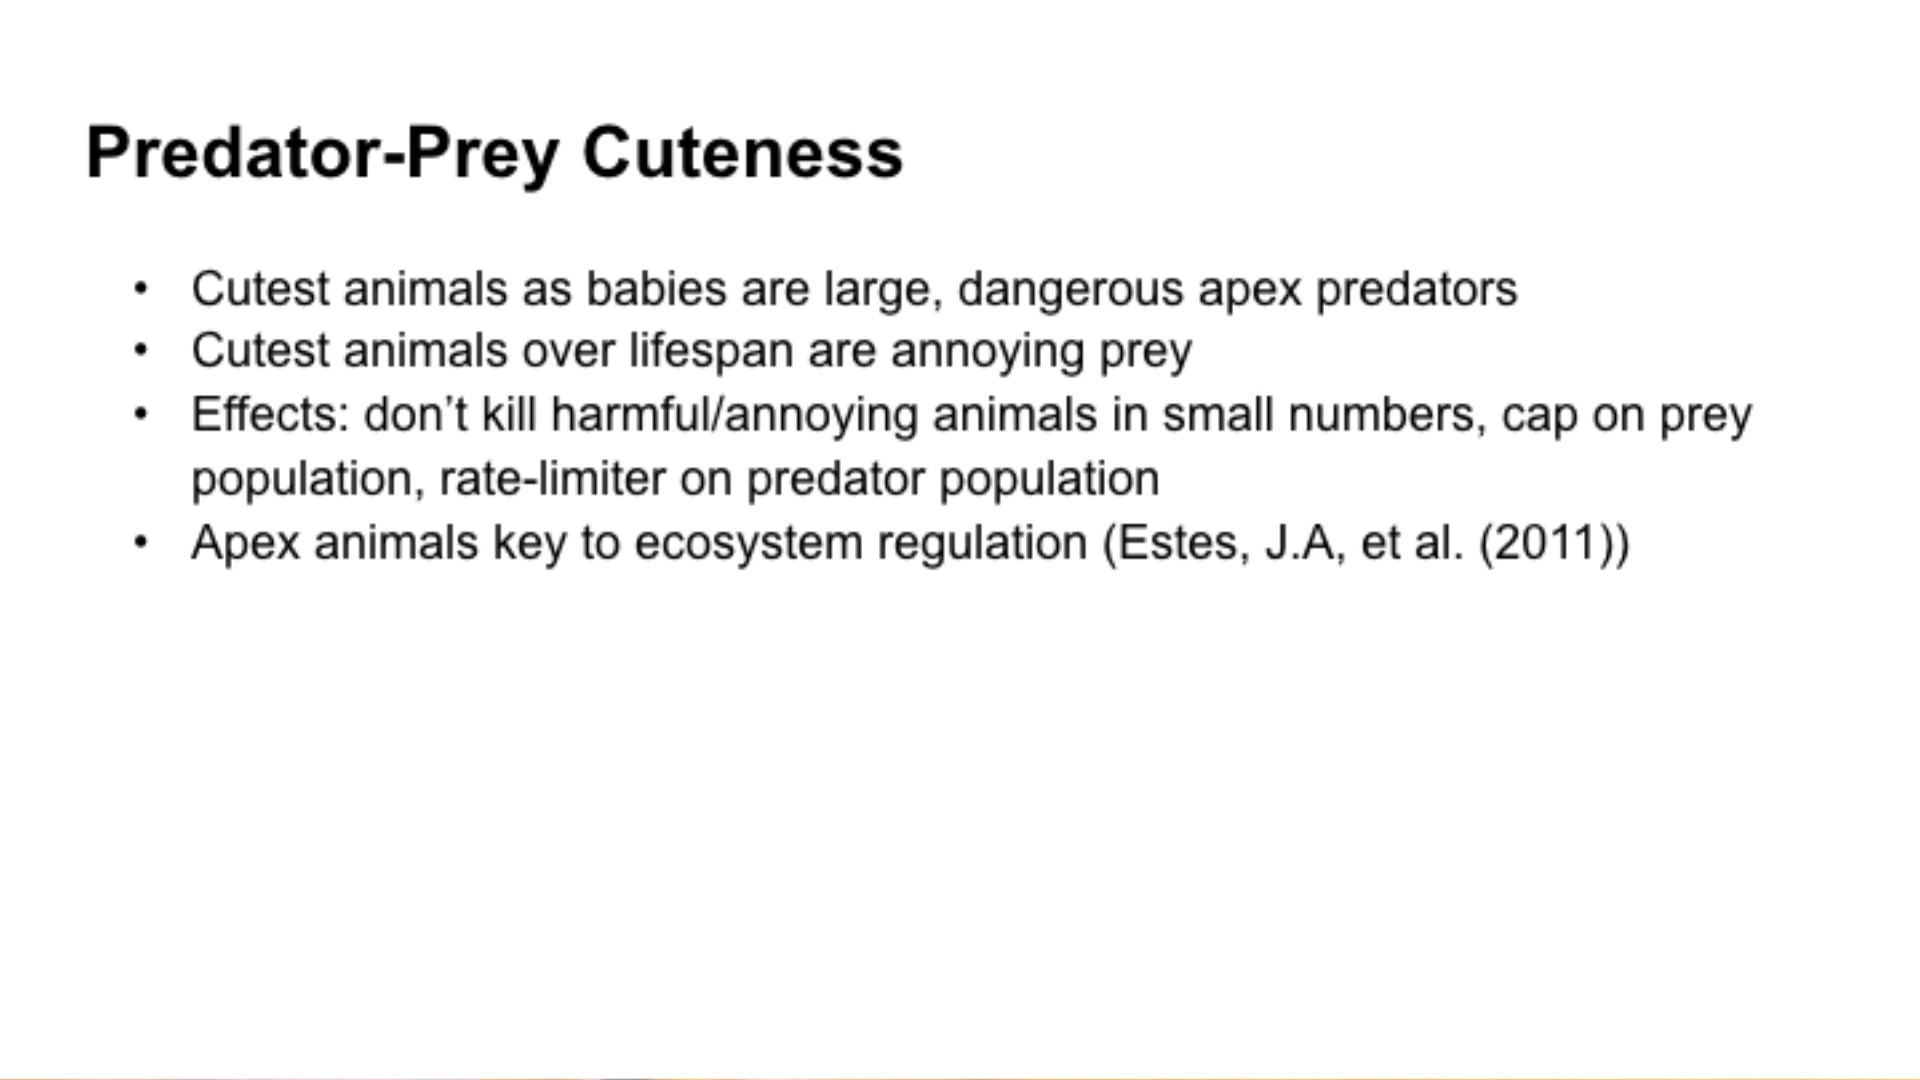 Predator-Prey Cuteness
• Cutest animals as babies are large, dangerous apex predators
• Cutest animals over lifespan are annoying prey
• Effects: don’t kill harmful/annoying animals in small numbers, cap on prey
population, rate-limiter on predator population
• Apex animals key to ecosystem regulation (Estes, J.A, et al. (2011))